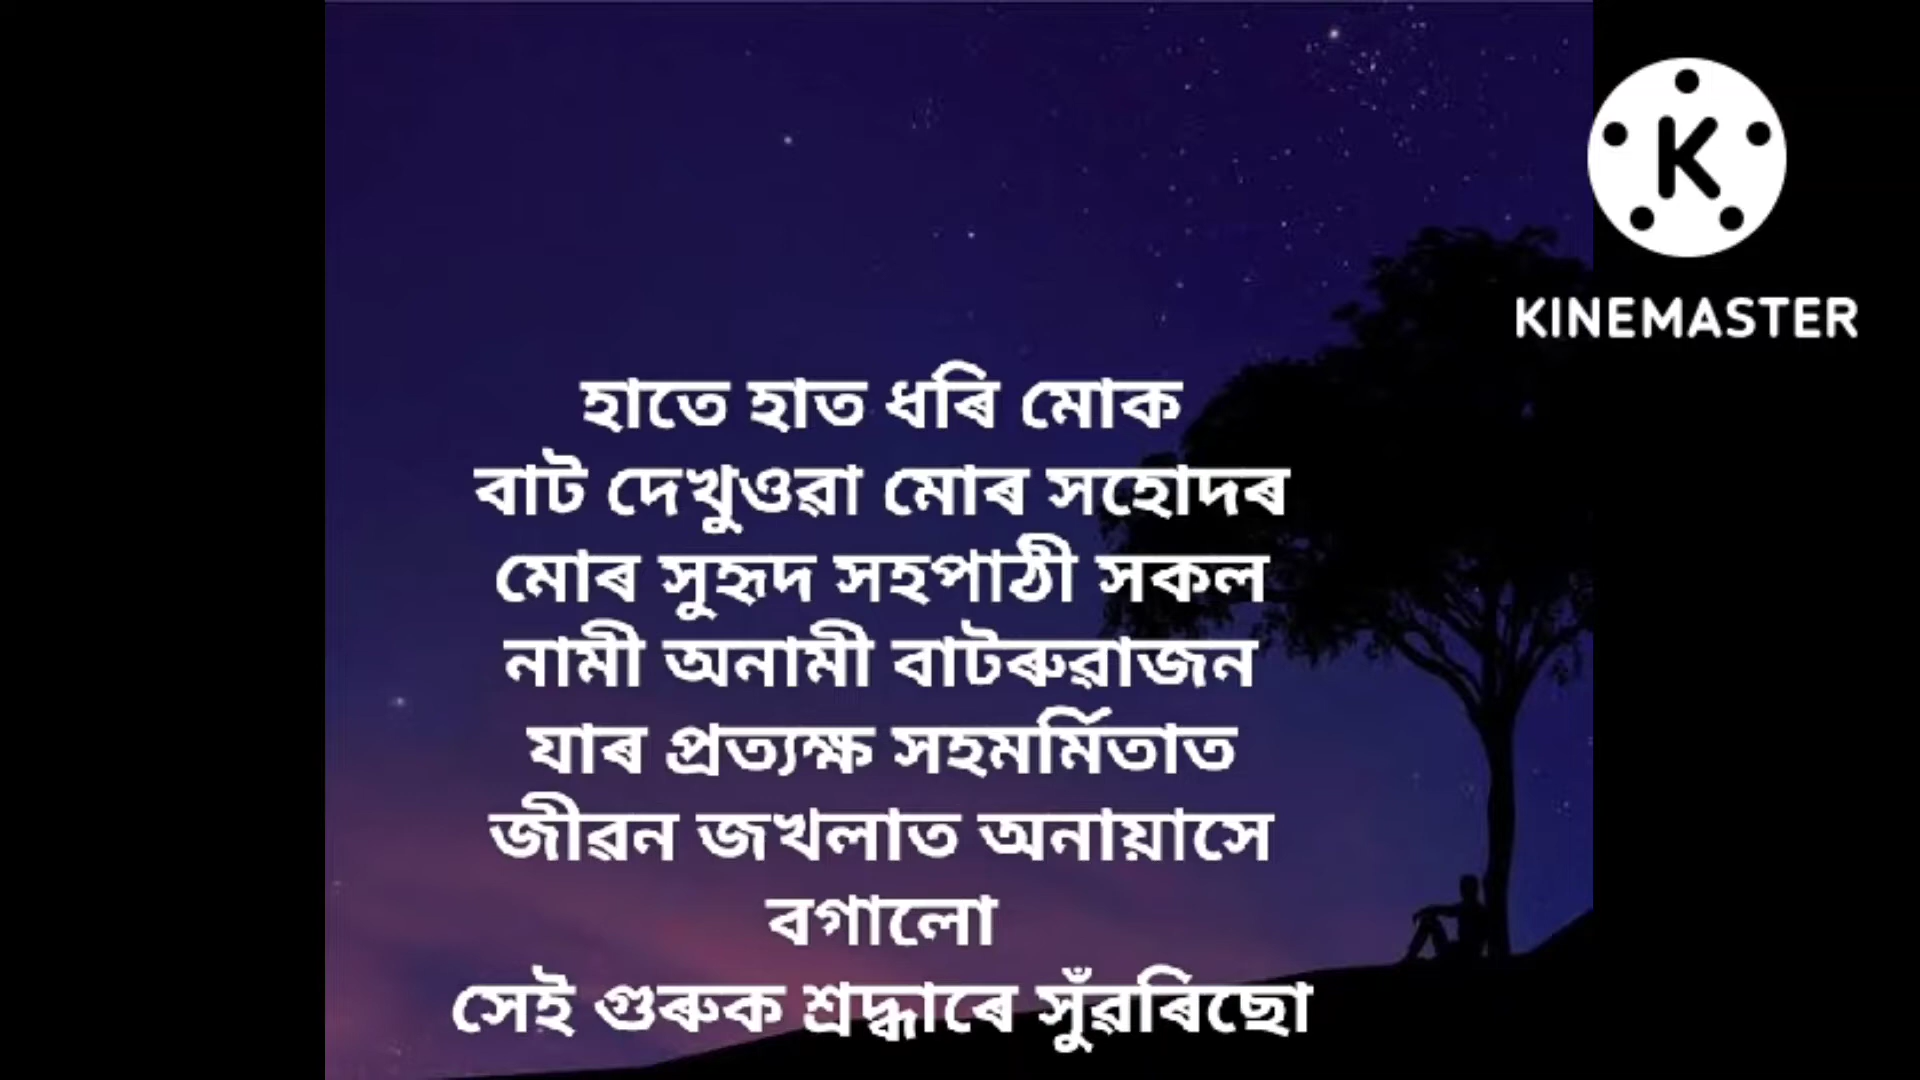 K
KINEMASTER
হাতে হাত ধৰি মোক
বাট দেখুওৱা মোৰ সহোদৰ
মোৰ সুহৃদ সহপাঠী সকল
নামী অনামী বাটৰুৱাজন
যাৰ প্ৰত্যক্ষ সহমৰ্মিতাত
জীৱন জখলাত অনায়াসে
বগালো
সেই গুৰুক শ্ৰদ্ধাৰে সুঁৱৰিছো